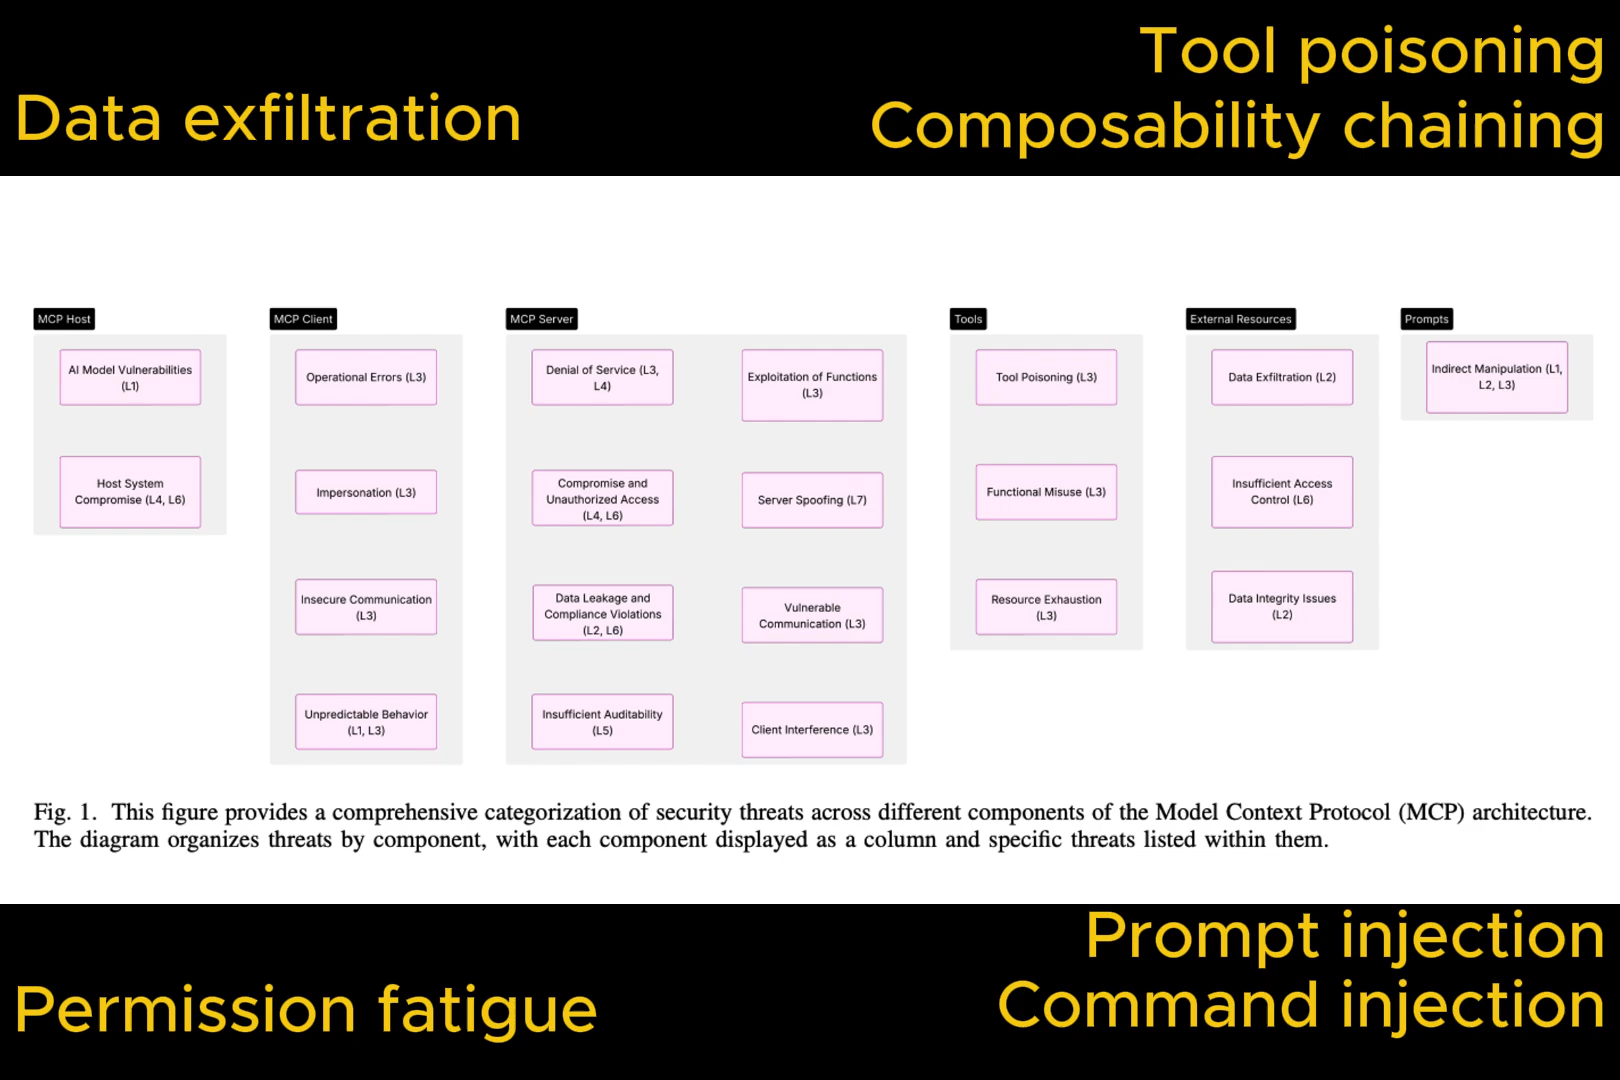 Data exfiltration
Tool poisoning
Composability chaining
MCP Host
AI Model Vulnerabilities
(L1)
Host System
Compromise (L4, L6)
MCP Client
Operational Errors (L3)
Impersonation (L3)
Insecure Communication
(L3)
Unpredictable Behavior
(L1, L3)
MCP Server
Denial of Service (L3,
L4)
Compromise and
Unauthorized Access
(L4, L6)
Data Leakage and
Compliance Violations
(L2, L6)
Insufficient Auditability
(L5)
Exploitation of Functions
(L3)
Server Spoofing (L7)
Vulnerable
Communication (L3)
Client Interference (L3)
Tools
Tool Poisoning (L3)
Functional Misuse (L3)
Resource Exhaustion
(L3)
External Resources
Data Exfiltration (L2)
Insufficient Access
Control (L6)
Data Integrity Issues
(L2)
Prompts
Indirect Manipulation (L1,
L2, L3)
Fig. 1. This figure provides a comprehensive categorization of security threats across different components of the Model Context Protocol (MCP) architecture.
The diagram organizes threats by component, with each component displayed as a column and specific threats listed within them.
Permission fatigue
Prompt injection
Command injection